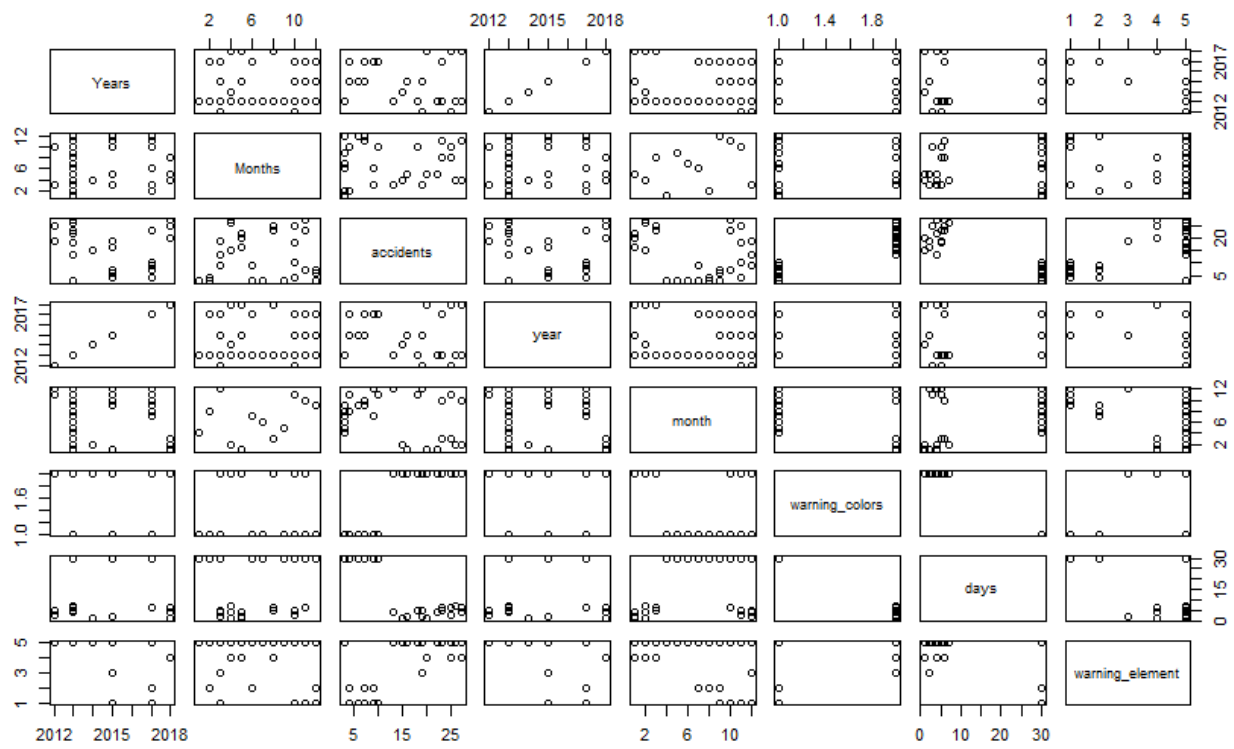 2 6 10 2012 2015 2018 1.0 1.4 1.8 1 2 3 4 5
Years 2012 2017
2 6 12 Months
accidents 5 20
2012 2017 year
month 2 6 12
1.0 1.6 warning_colors
days 0 15 30
1 3 5 warning_element
2012 2015 2018 5 15 25 2 6 10 0 10 30